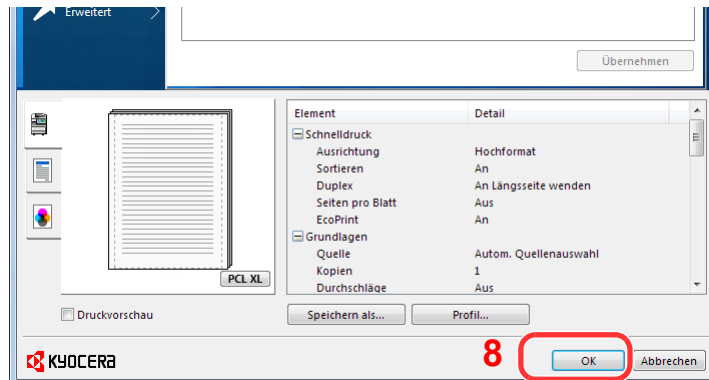 Erweitert
Übernehmen
Element Detail
Schnelldruck
Ausrichtung Hochformat
Sortieren An
Duplex An Längsseite wenden
Seiten pro Blatt Aus
EcoPrint An
Grundlagen
Quelle Autom. Quellenauswahl
Kopien 1
Durchschläge Aus
PCL XL
Druckvorschau
Speichern als... Profil...
KYOCERA
8
OK Abbrechen